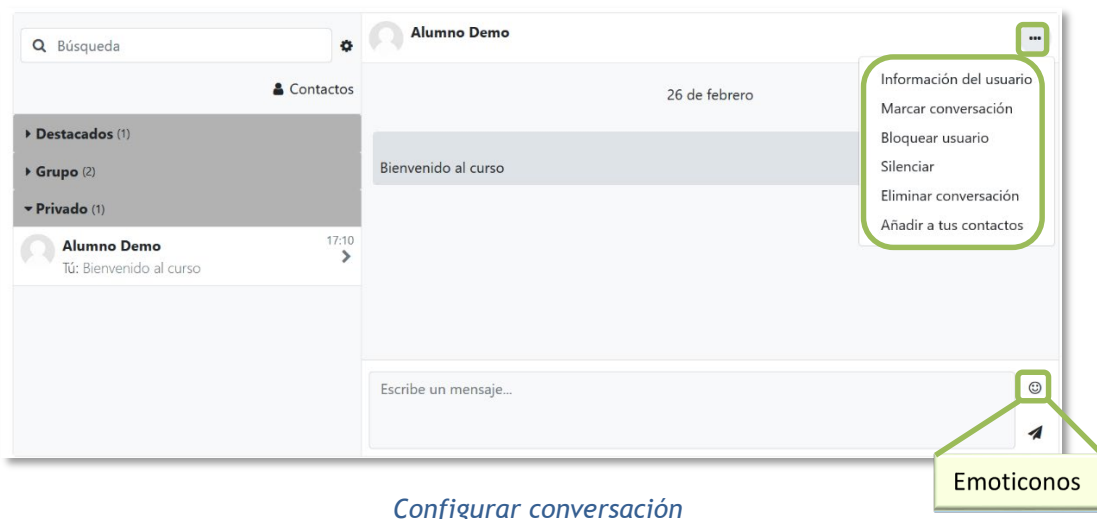 Búsqueda
Contactos
Destacados (1)
Grupo (2)
Privado (1)
Alumno Demo
17:10
Tú: Bienvenido al curso
Alumno Demo
26 de febrero
Bienvenido al curso
Información del usuario
Marcar conversación
Bloquear usuario
Silenciar
Eliminar conversación
Añadir a tus contactos
Escribe un mensaje...
Emoticonos
Configurar conversación